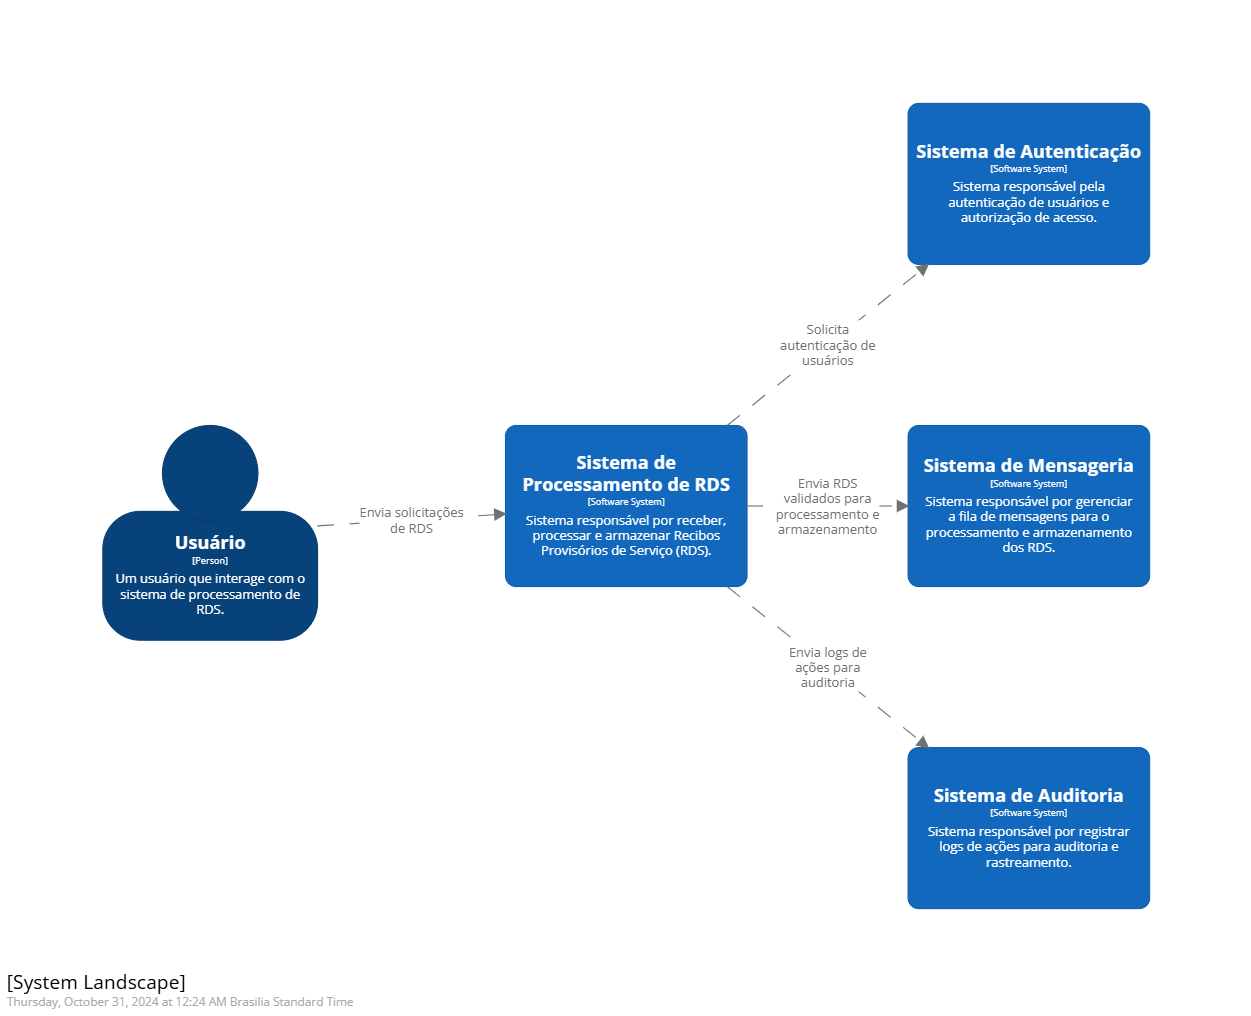 Sistema de Autenticação
[Software System]
Sistema responsável pela
autenticação de usuários e
autorização de acesso.
Solicita
autenticação de
usuários
Usuário
[Person]
Um usuário que interage com o
sistema de processamento de
RDS.
Envia solicitações
de RDS
Sistema de
Processamento de RDS
[Software System]
Sistema responsável por receber,
processar e armazenar Recibos
Provisórios de Serviço (RDS).
Envia RDS
validados para
processamento e
armazenamento
Sistema de Mensageria
[Software System]
Sistema responsável por gerenciar
a fila de mensagens para o
processamento e armazenamento
dos RDS.
Envia logs de
ações para
auditoria
Sistema de Auditoria
[Software System]
Sistema responsável por registrar
logs de ações para auditoria e
rastreamento.
[System Landscape]
Thursday, October 31, 2024 at 12:24 AM Brasilia Standard Time